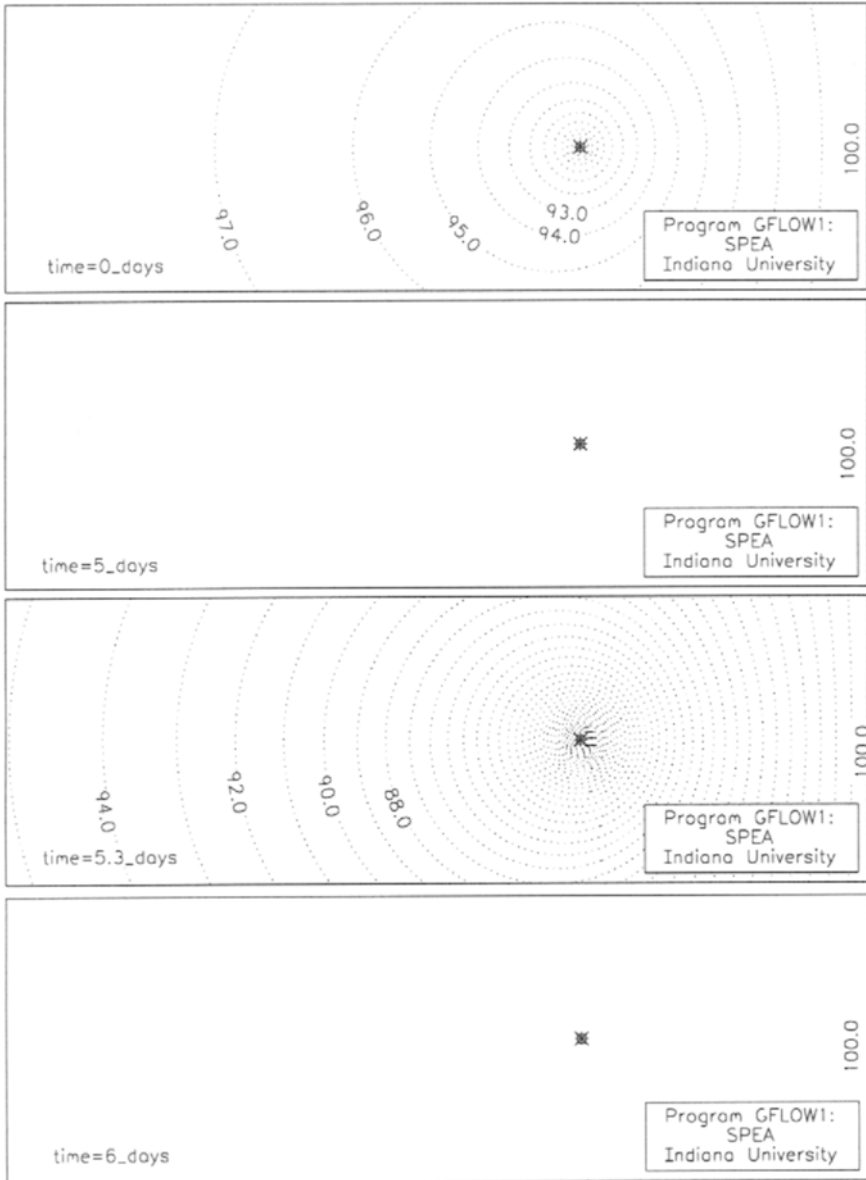 100.0
97.0
96.0
95.0
93.0
94.0
time=0_days
Program GFLOW1:
SPEA
Indiana University
100.0
time=5_days
Program GFLOW1:
SPEA
Indiana University
100.0
94.0
92.0
90.0
88.0
time=5.3_days
Program GFLOW1:
SPEA
Indiana University
100.0
time=6_days
Program GFLOW1:
SPEA
Indiana University